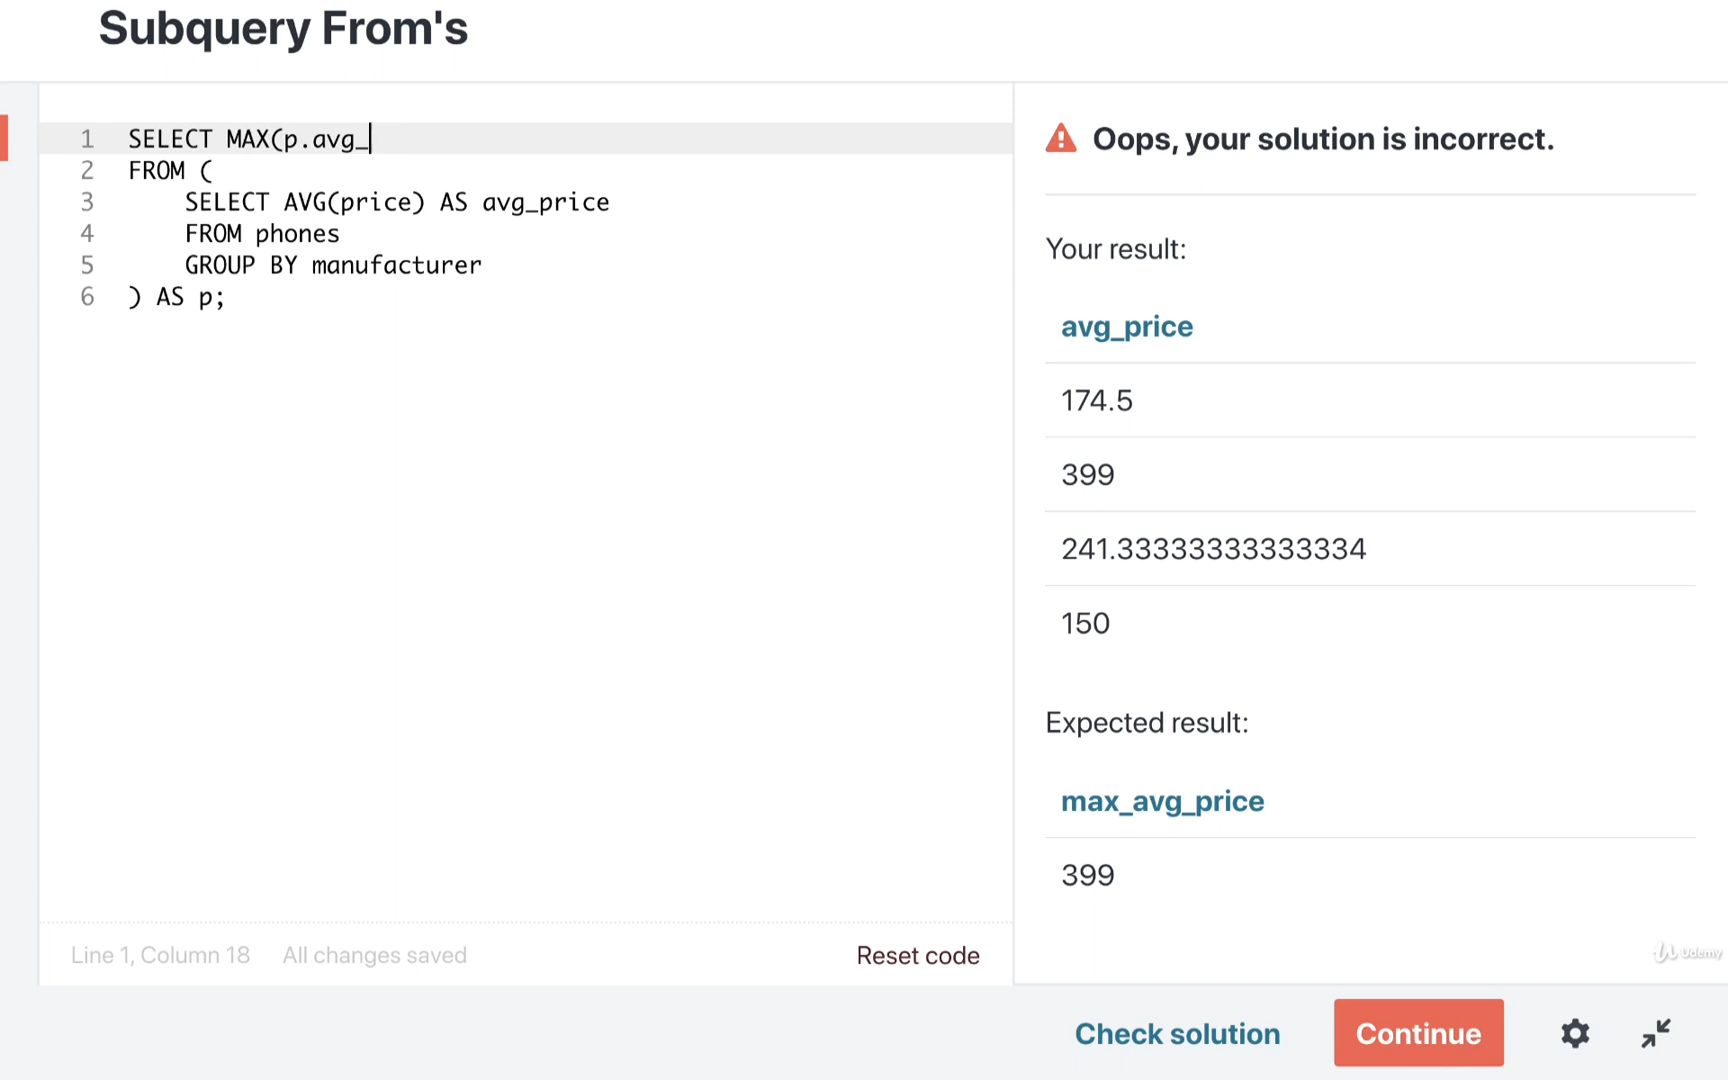 Subquery From's
1 SELECT MAX(p.avg_
2 FROM (
3 SELECT AVG(price) AS avg_price
4 FROM phones
5 GROUP BY manufacturer
6 ) AS p;
Line 1, Column 18 All changes saved Reset code
Oops, your solution is incorrect.
Your result:
avg_price
174.5
399
241.33333333333334
150
Expected result:
max_avg_price
399
Udemy
Check solution Continue